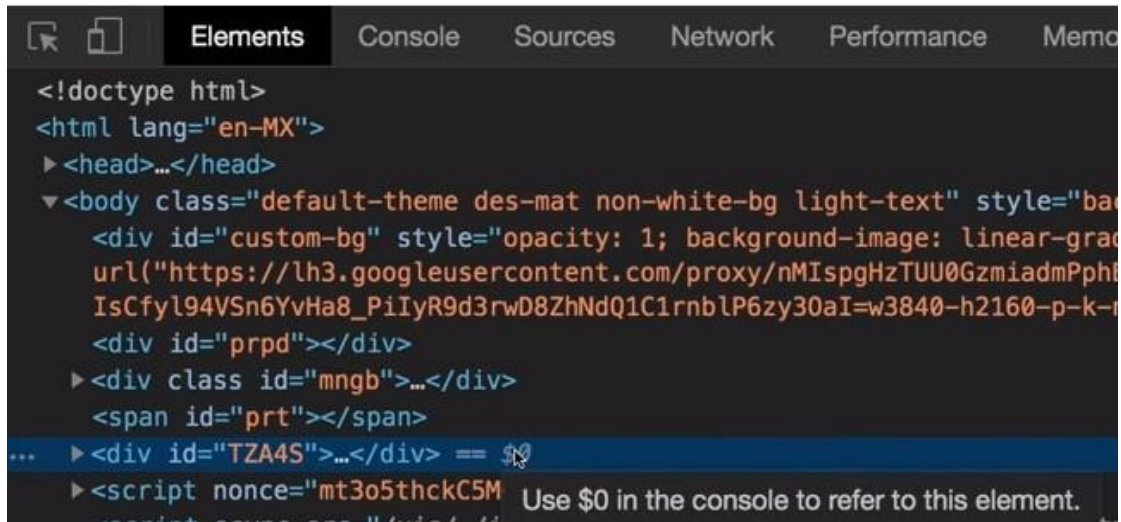 Elements Console Sources Network Performance Memo
<!doctype html>
<html lang="en-MX">
▶<head>…</head>
▼<body class="default-theme des-mat non-white-bg light-text" style="bac
<div id="custom-bg" style="opacity: 1; background-image: linear-grad
url("https://lh3.googleusercontent.com/proxy/nMIspgHzTUU0GzmiadmPph
IsCfyl94VSn6YvHa8_PiIyR9d3rwD8ZhNdQ1C1rnblP6zy3OaI=w3840-h2160-p-k-
<div id="prpd"></div>
▶<div class id="mngb">…</div>
<span id="prt"></span>
… ▶<div id="TZA4S">…</div> == $0
▶<script nonce="mt3o5thckC5M
Use $0 in the console to refer to this element.